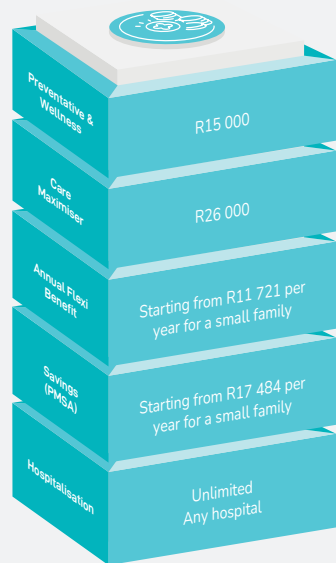 Preventative &
Wellness
R15 000
Care
Maximiser
R26 000
Annual Flexi
Benefit
Starting from R11 721 per
year for a small family
Savings
(PMSA)
Starting from R17 484 per
year for a small family
Hospitalisation
Unlimited
Any hospital